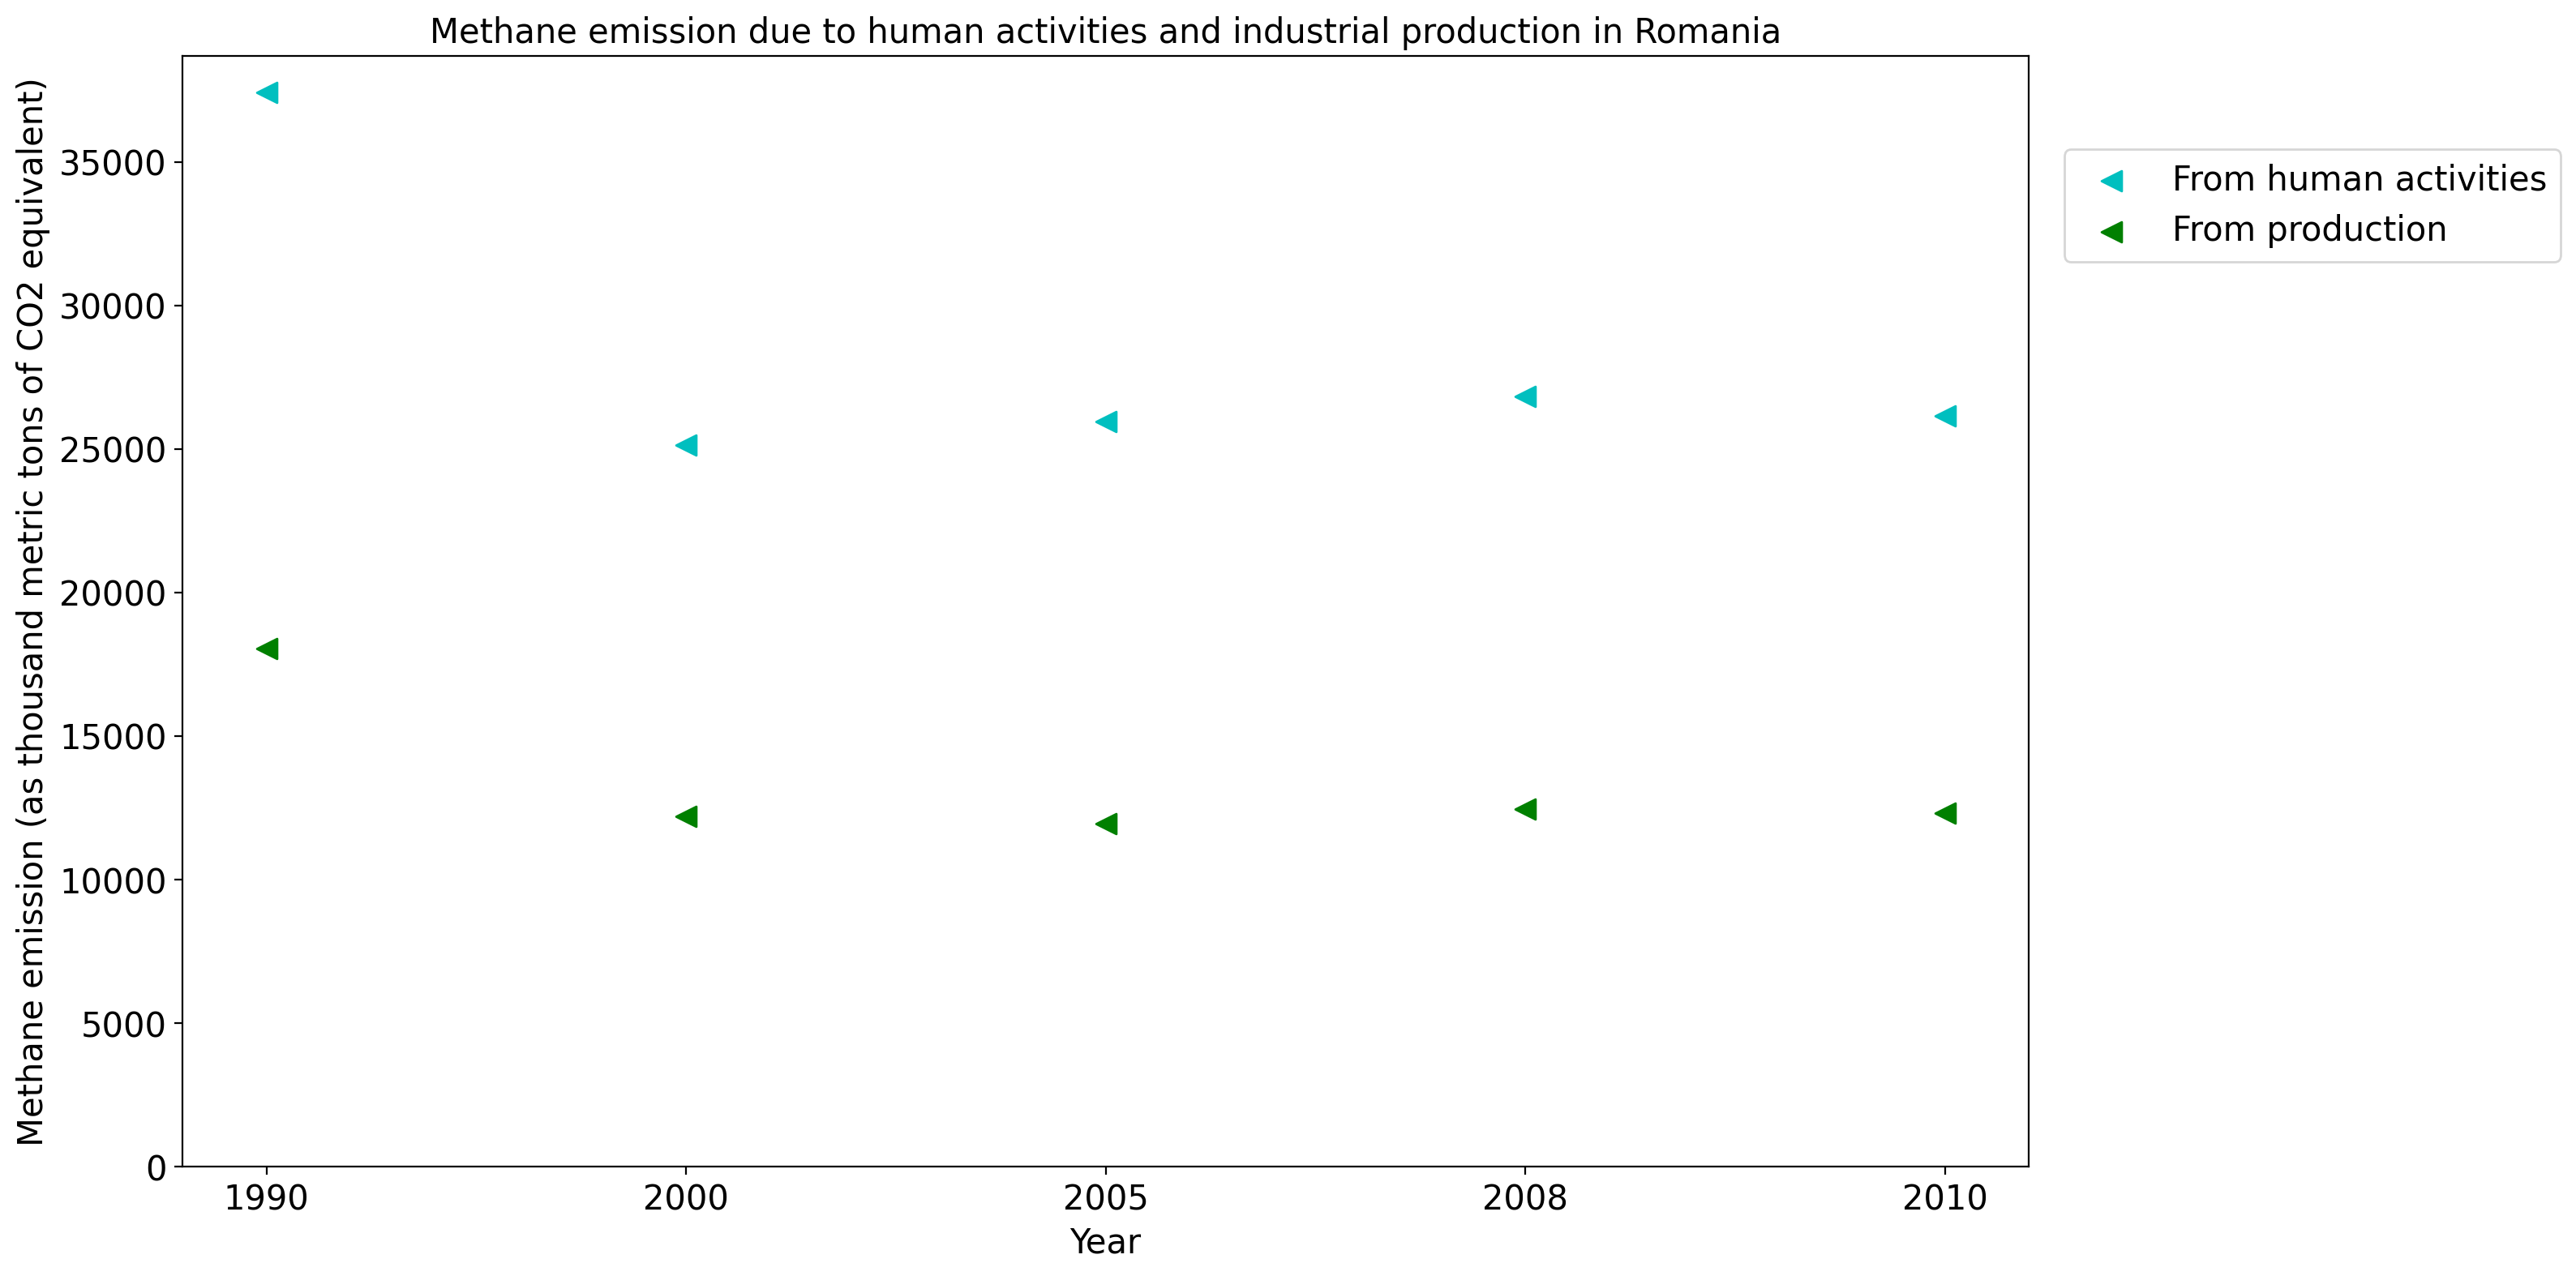 Methane emission due to human activities and industrial production in Romania
Methane emission (as thousand metric tons of CO2 equivalent)
35000
30000
25000
20000
15000
10000
5000
0
1990 2000 2005 2008 2010
Year
From human activities
From production